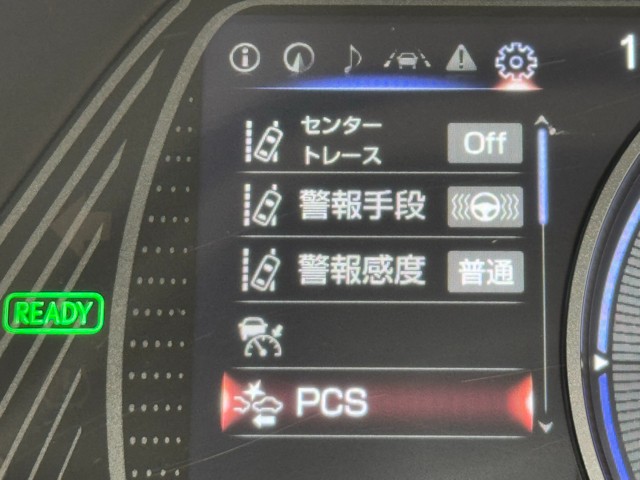 1
センター
トレース
Off
警報手段
警報感度
普通
READY
PCS